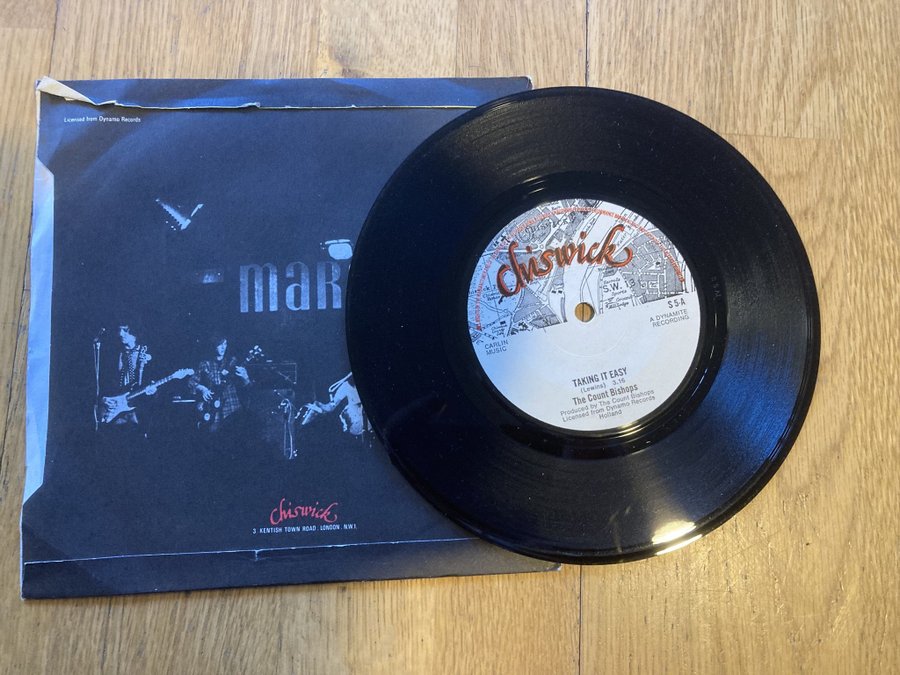 Licensed from Dynamo Records
maR
chiswick
3 KENTISH TOWN ROAD. LONDON. N.W.1.
chiswick
S.W. 13
S 5-A
A DYNAMITE
RECORDING
CARLIN
MUSIC
TAKING IT EASY
(Lewins) 3.16
The Count Bishops
Produced by The Count Bishops
Licensed from Dynamo Records
Holland